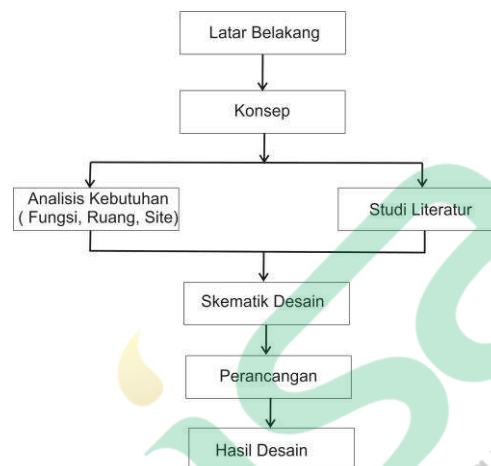 Latar Belakang
Konsep
Analisis Kebutuhan
( Fungsi, Ruang, Site)
Studi Literatur
Skematik Desain
Perancangan
Hasil Desain